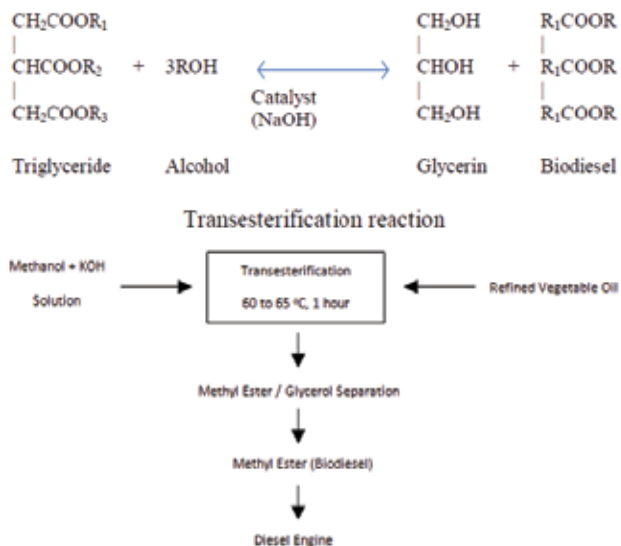 CH₂COOR₁ CH₂OH R₁COOR
| | |
CHCOOR₂ + 3ROH CHOH + R₁COOR
| Catalyst | |
CH₂COOR₃ (NaOH) CH₂OH R₁COOR
Triglyceride Alcohol Glycerin Biodiesel
Transesterification reaction
Methanol + KOH
Solution
Transesterification
60 to 65 ⁰C, 1 hour
Refined Vegetable Oil
Methyl Ester / Glycerol Separation
Methyl Ester (Biodiesel)
Diesel Engine